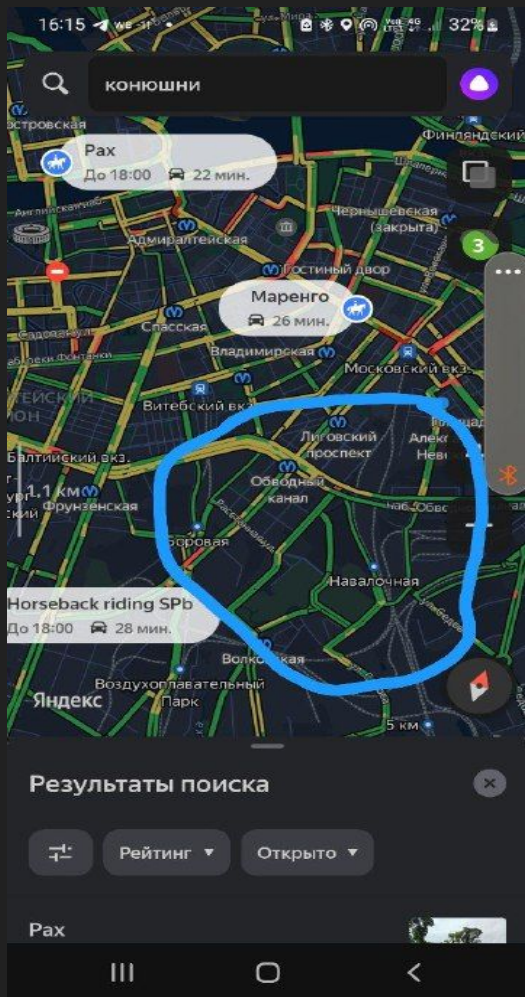 16:15
32%
конюшни
островская
Финляндский
Рах
До 18:00 22 мин.
Шпалерная
Чернышевская
(закрыта)
Адмиралтейская
3
Гостиный двор
Маренго
26 мин.
Спасская
Садовая ул.
Владимирская
Московский вкз.
Витебский вкз.
Лиговский
проспект
Балтийский вкз.
Обводный
канал
1,1 км
Фрунзенская
Боровая
Навалочная
Horseback riding SPb
До 18:00 28 мин.
Волковская
Воздухоплавательный
Парк
Яндекс
5 км
Результаты поиска
Рейтинг
Открыто
Рах